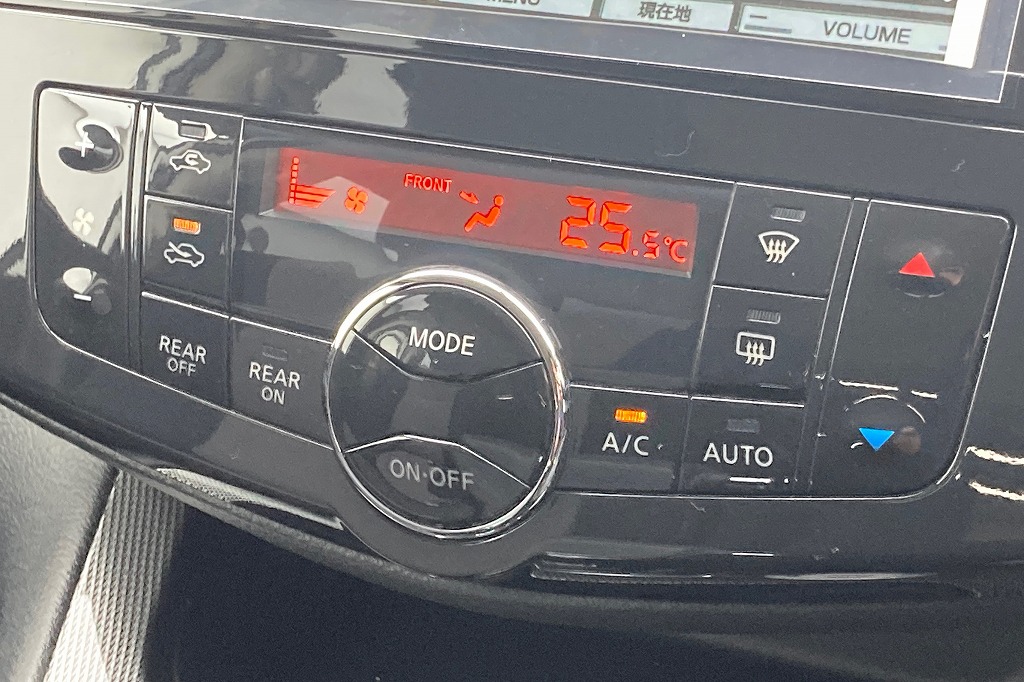 MENU
現在地
VOLUME
FRONT
25.5℃
REAR
OFF
REAR
ON
MODE
ON·OFF
A/C
AUTO